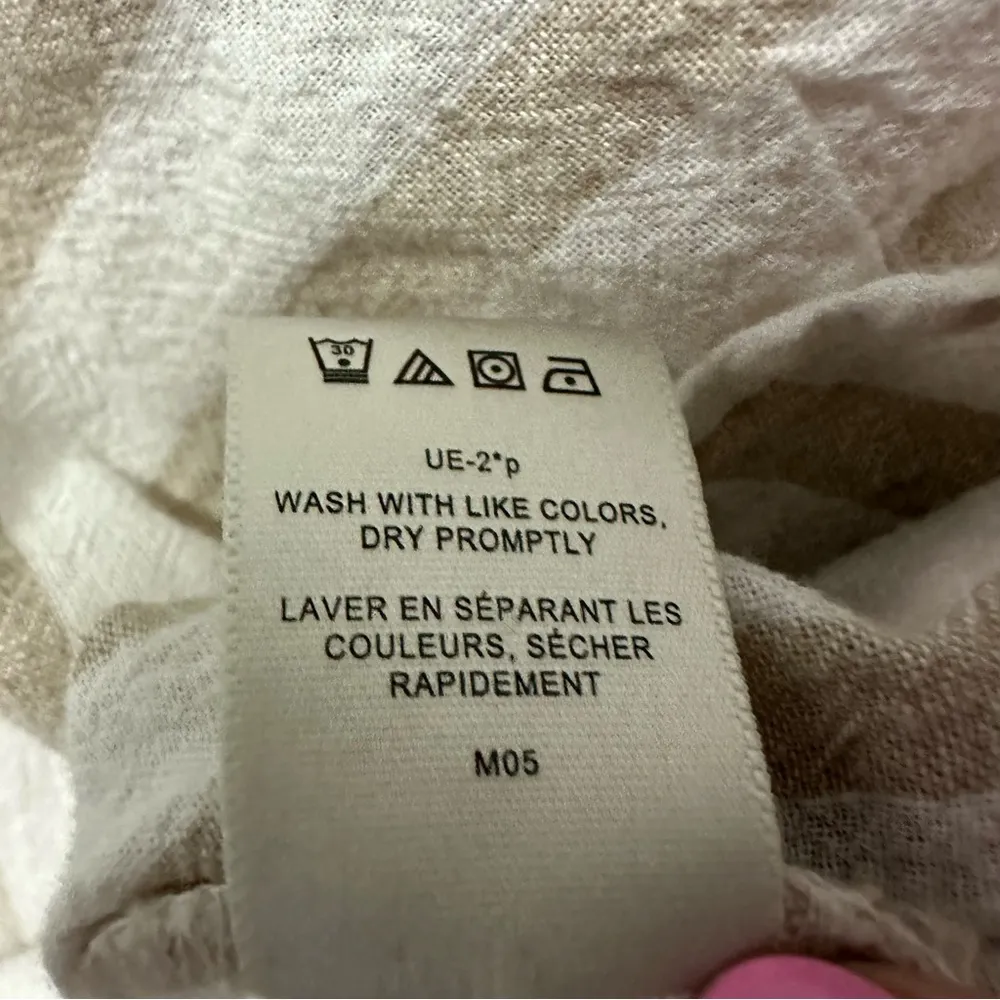 30
UE-2*p
WASH WITH LIKE COLORS,
DRY PROMPTLY
LAVER EN SÉPARANT LES
COULEURS, SÉCHER
RAPIDEMENT
M05